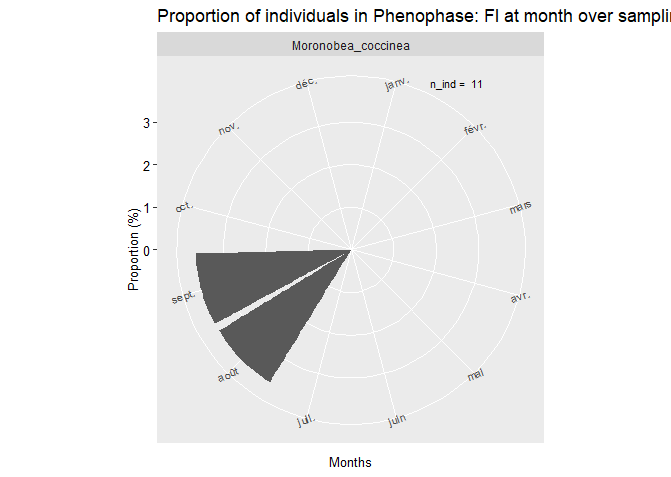 Proportion of individuals in Phenophase: Fl at month over sampli
Moronobea_coccinea
n_ind = 11
déc.
janv.
nov.
févr.
oct.
mars
sept.
avr.
août
mai
juil.
juin
3
2
1
0
Proportion (%)
Months